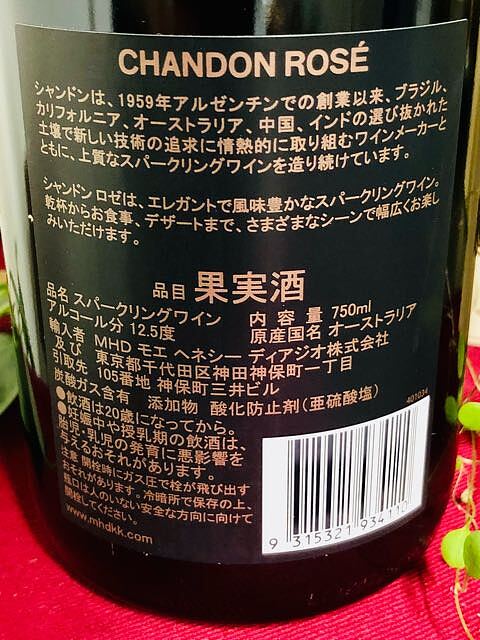 CHANDON ROSÉ
シャンドンは、1959年アルゼンチンでの創業以来、ブラジル、
カリフォルニア、オーストラリア、中国、インドの選び抜かれた
土壌で新しい技術の追求に情熱的に取り組むワインメーカーと
ともに、上質なスパークリングワインを造り続けています。
シャンドン ロゼは、エレガントで風味豊かなスパークリングワイン。
乾杯からお食事、デザートまで、さまざまなシーンで幅広くお楽し
みいただけます。
品目 果実酒
品名 スパークリングワイン 内容量 750ml
アルコール分 12.5度 原産国名 オーストラリア
輸入者 MHD モエ ヘネシー ディアジオ株式会社
及び 東京都千代田区神田神保町一丁目
引取先 105番地 神保町三井ビル
炭酸ガス含有 添加物 酸化防止剤(亜硫酸塩)
401034
●飲酒は20歳になってから。
●妊娠中や授乳期の飲酒は、
胎児・乳児の発育に悪影響を
与えるおそれがあります。
注意 開栓時にガス圧で栓が飛び出す
おそれがあります。冷暗所で保存の上、
瓶口は人のいない安全な方向に向けて
開栓してください。
www.mhdkk.com
9 315321 934110